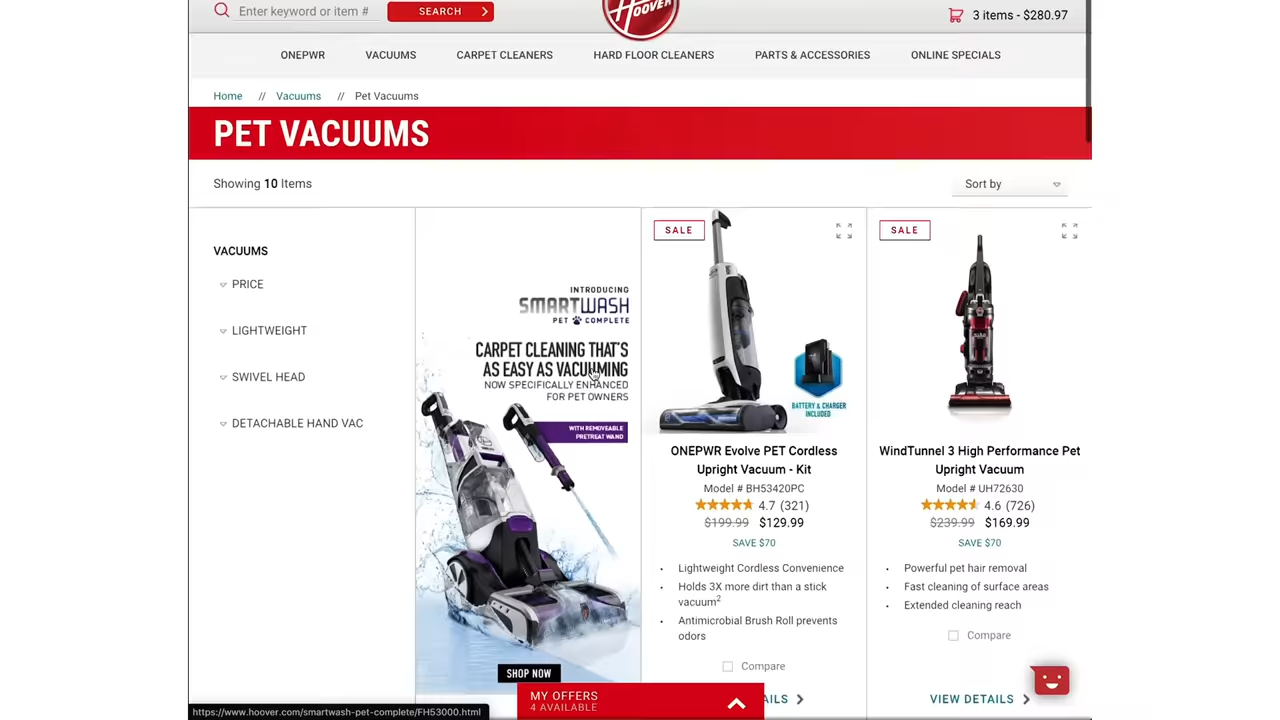 Enter keyword or item #
SEARCH
HOOVER
3 items - $280.97
ONEPWR
VACUUMS
CARPET CLEANERS
HARD FLOOR CLEANERS
PARTS & ACCESSORIES
ONLINE SPECIALS
Home // Vacuums // Pet Vacuums
PET VACUUMS
Showing 10 Items
Sort by
VACUUMS
PRICE
LIGHTWEIGHT
SWIVEL HEAD
DETACHABLE HAND VAC
INTRODUCING
SMARTWASH
PET COMPLETE
CARPET CLEANING THAT'S
AS EASY AS VACUUMING
NOW SPECIFICALLY ENHANCED
FOR PET OWNERS
WITH REMOVEABLE
PRETREAT WAND
SHOP NOW
SALE
BATTERY & CHARGER
INCLUDED
ONEPWR Evolve PET Cordless
Upright Vacuum - Kit
Model # BH53420PC
4.7 (321)
$199.99 $129.99
SAVE $70
• Lightweight Cordless Convenience
• Holds 3X more dirt than a stick
vacuum²
• Antimicrobial Brush Roll prevents
odors
Compare
AILS
SALE
WindTunnel 3 High Performance Pet
Upright Vacuum
Model # UH72630
4.6 (726)
$239.99 $169.99
SAVE $70
• Powerful pet hair removal
• Fast cleaning of surface areas
• Extended cleaning reach
Compare
VIEW DETAILS
MY OFFERS
4 AVAILABLE
https://www.hoover.com/smartwash-pet-complete/FH53000.html